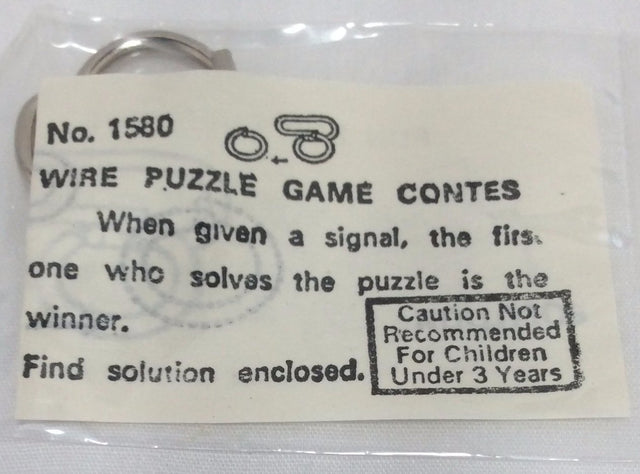 No. 1580
WIRE PUZZLE GAME CONTES
When given a signal, the firs
one who solves the puzzle is the
winner.
Find solution enclosed.
Caution Not
Recommended
For Children
Under 3 Years